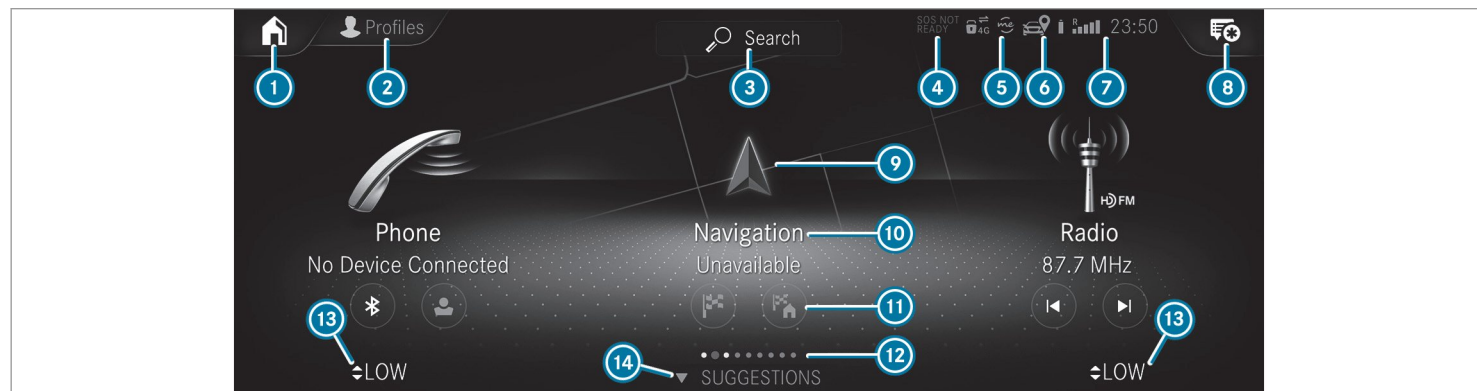 Profiles
Search
SOS NOT
READY
4G
me
R
23:50
1
2
3
4
5
6
7
8
9
HD FM
Phone
Navigation
10
Radio
No Device Connected
Unavailable
87.7 MHz
11
13
13
12
14
LOW
SUGGESTIONS
LOW